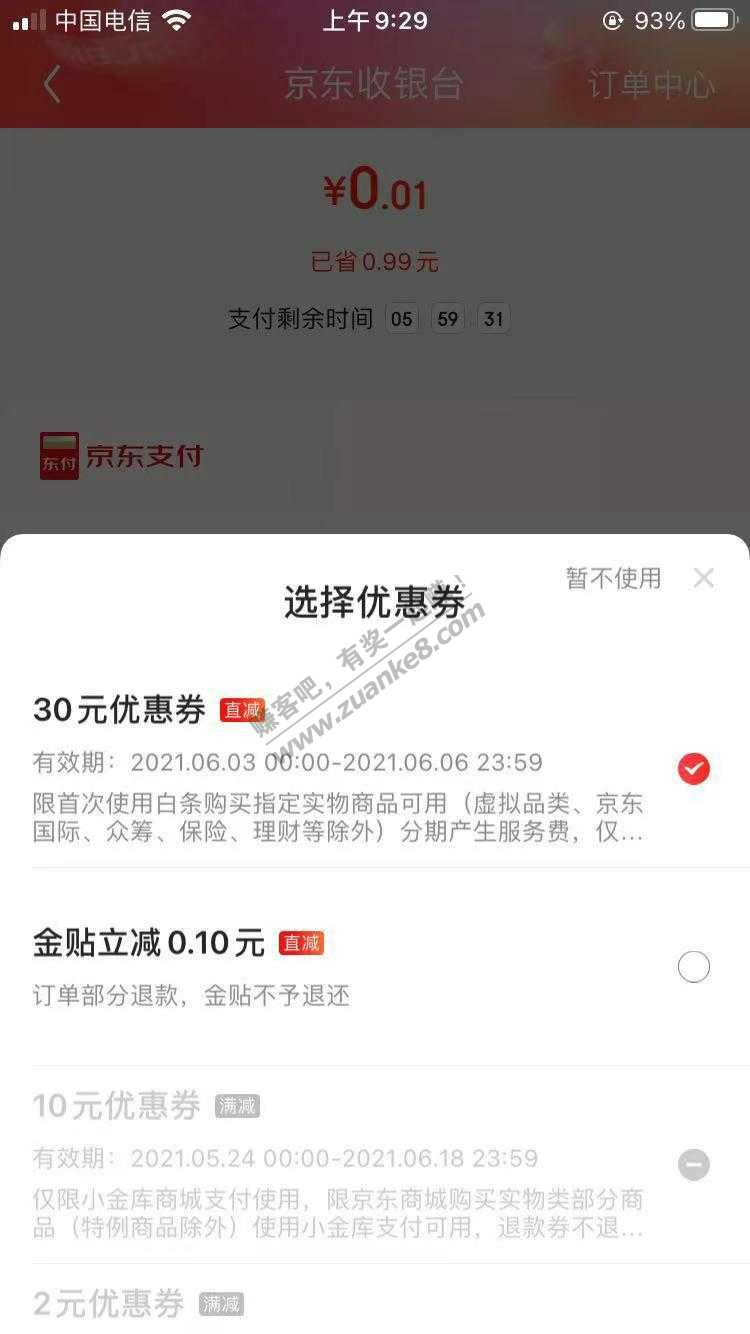 中国电信
上午9:29
93%
京东收银台
订单中心
¥0.01
已省0.99元
支付剩余时间 05 59 31
东付 京东支付
暂不使用
选择优惠券
赚客吧，有奖一起赚！
www.zuanke8.com
30元优惠券 直减
有效期：2021.06.03 00:00-2021.06.06 23:59
限首次使用白条购买指定实物商品可用（虚拟品类、京东
国际、众筹、保险、理财等除外）分期产生服务费，仅...
金贴立减0.10元 直减
订单部分退款，金贴不予退还
10元优惠券 满减
有效期：2021.05.24 00:00-2021.06.18 23:59
仅限小金库商城支付使用，限京东商城购买实物类部分商
品（特例商品除外）使用小金库支付可用，退款券不退...
2元优惠券 满减